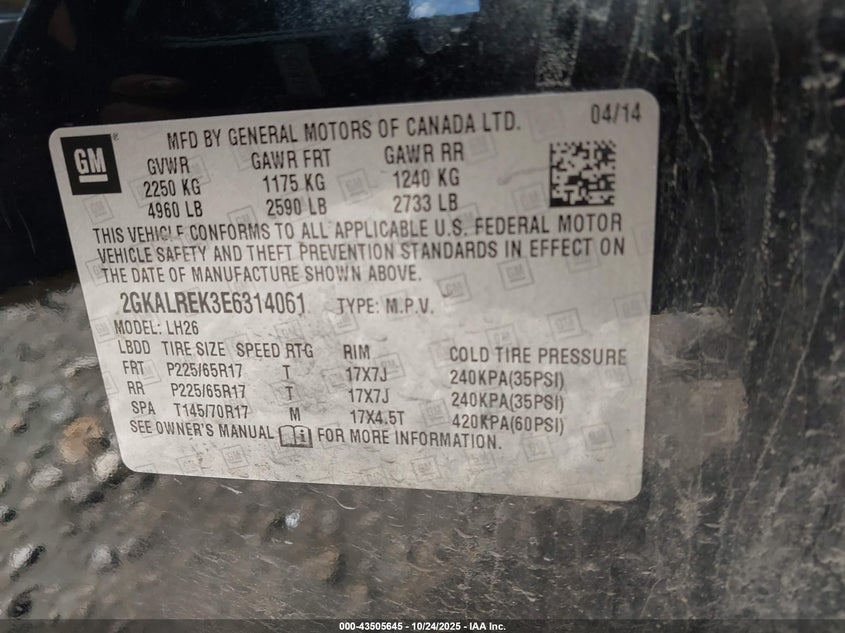 GM
®
MFD BY GENERAL MOTORS OF CANADA LTD. 04/14
GVWR GAWR FRT GAWR RR
2250 KG 1175 KG 1240 KG
4960 LB 2590 LB 2733 LB
THIS VEHICLE CONFORMS TO ALL APPLICABLE U.S. FEDERAL MOTOR
VEHICLE SAFETY AND THEFT PREVENTION STANDARDS IN EFFECT ON
THE DATE OF MANUFACTURE SHOWN ABOVE.
2GKALREK3E6314061 TYPE: M.P.V.
MODEL: LH26
LBDD TIRE SIZE SPEED RTG RIM COLD TIRE PRESSURE
FRT P225/65R17 T 17X7J 240KPA(35PSI)
RR P225/65R17 T 17X7J 240KPA(35PSI)
SPA T145/70R17 M 17X4.5T 420KPA(60PSI)
SEE OWNER'S MANUAL FOR MORE INFORMATION.
000-43505645 - 10/24/2025 - IAA Inc.